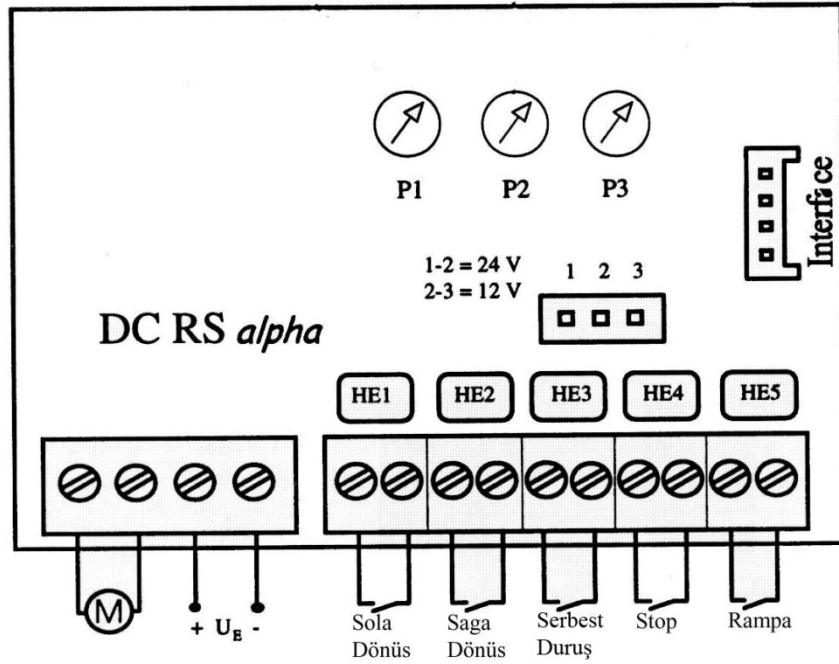 P1 P2 P3
Interface
1-2 = 24 V
2-3 = 12 V
1 2 3
DC RS alpha
HE1 HE2 HE3 HE4 HE5
M
+ UE -
Sola
Dönüs
Saga
Dönüs
Serbest
Duruş
Stop
Rampa